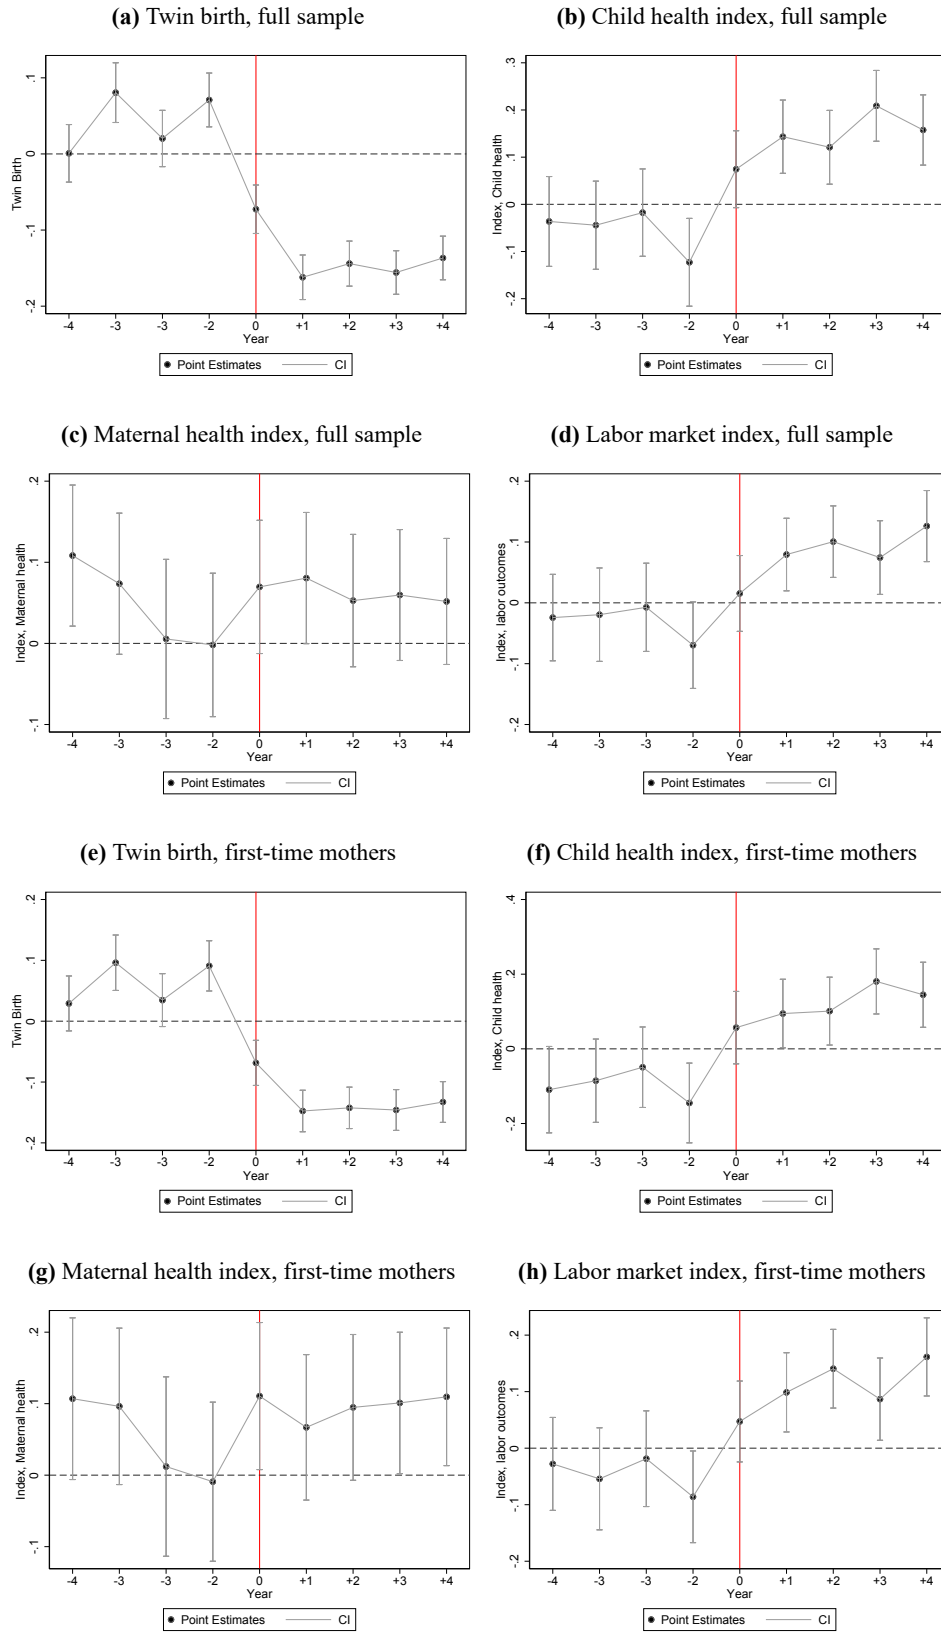 (a) Twin birth, full sample
Twin Birth
.1
0
-.1
-.2
-4 -3 -3 -2 0 +1 +2 +3 +4
Year
Point Estimates CI
(b) Child health index, full sample
Index, Child health
.3
.2
.1
0
-.1
-.2
-4 -3 -3 -2 0 +1 +2 +3 +4
Year
Point Estimates CI
(c) Maternal health index, full sample
Index, Maternal health
.2
.1
0
-.1
-4 -3 -3 -2 0 +1 +2 +3 +4
Year
Point Estimates CI
(d) Labor market index, full sample
Index, labor outcomes
.2
.1
0
-.1
-.2
-4 -3 -3 -2 0 +1 +2 +3 +4
Year
Point Estimates CI
(e) Twin birth, first-time mothers
Twin Birth
.2
.1
0
-.1
-.2
-4 -3 -3 -2 0 +1 +2 +3 +4
Year
Point Estimates CI
(f) Child health index, first-time mothers
Index, Child health
.4
.2
0
-.2
-4 -3 -3 -2 0 +1 +2 +3 +4
Year
Point Estimates CI
(g) Maternal health index, first-time mothers
Index, Maternal health
.2
.1
0
-.1
-4 -3 -3 -2 0 +1 +2 +3 +4
Year
Point Estimates CI
(h) Labor market index, first-time mothers
Index, labor outcomes
.2
.1
0
-.1
-.2
-4 -3 -3 -2 0 +1 +2 +3 +4
Year
Point Estimates CI